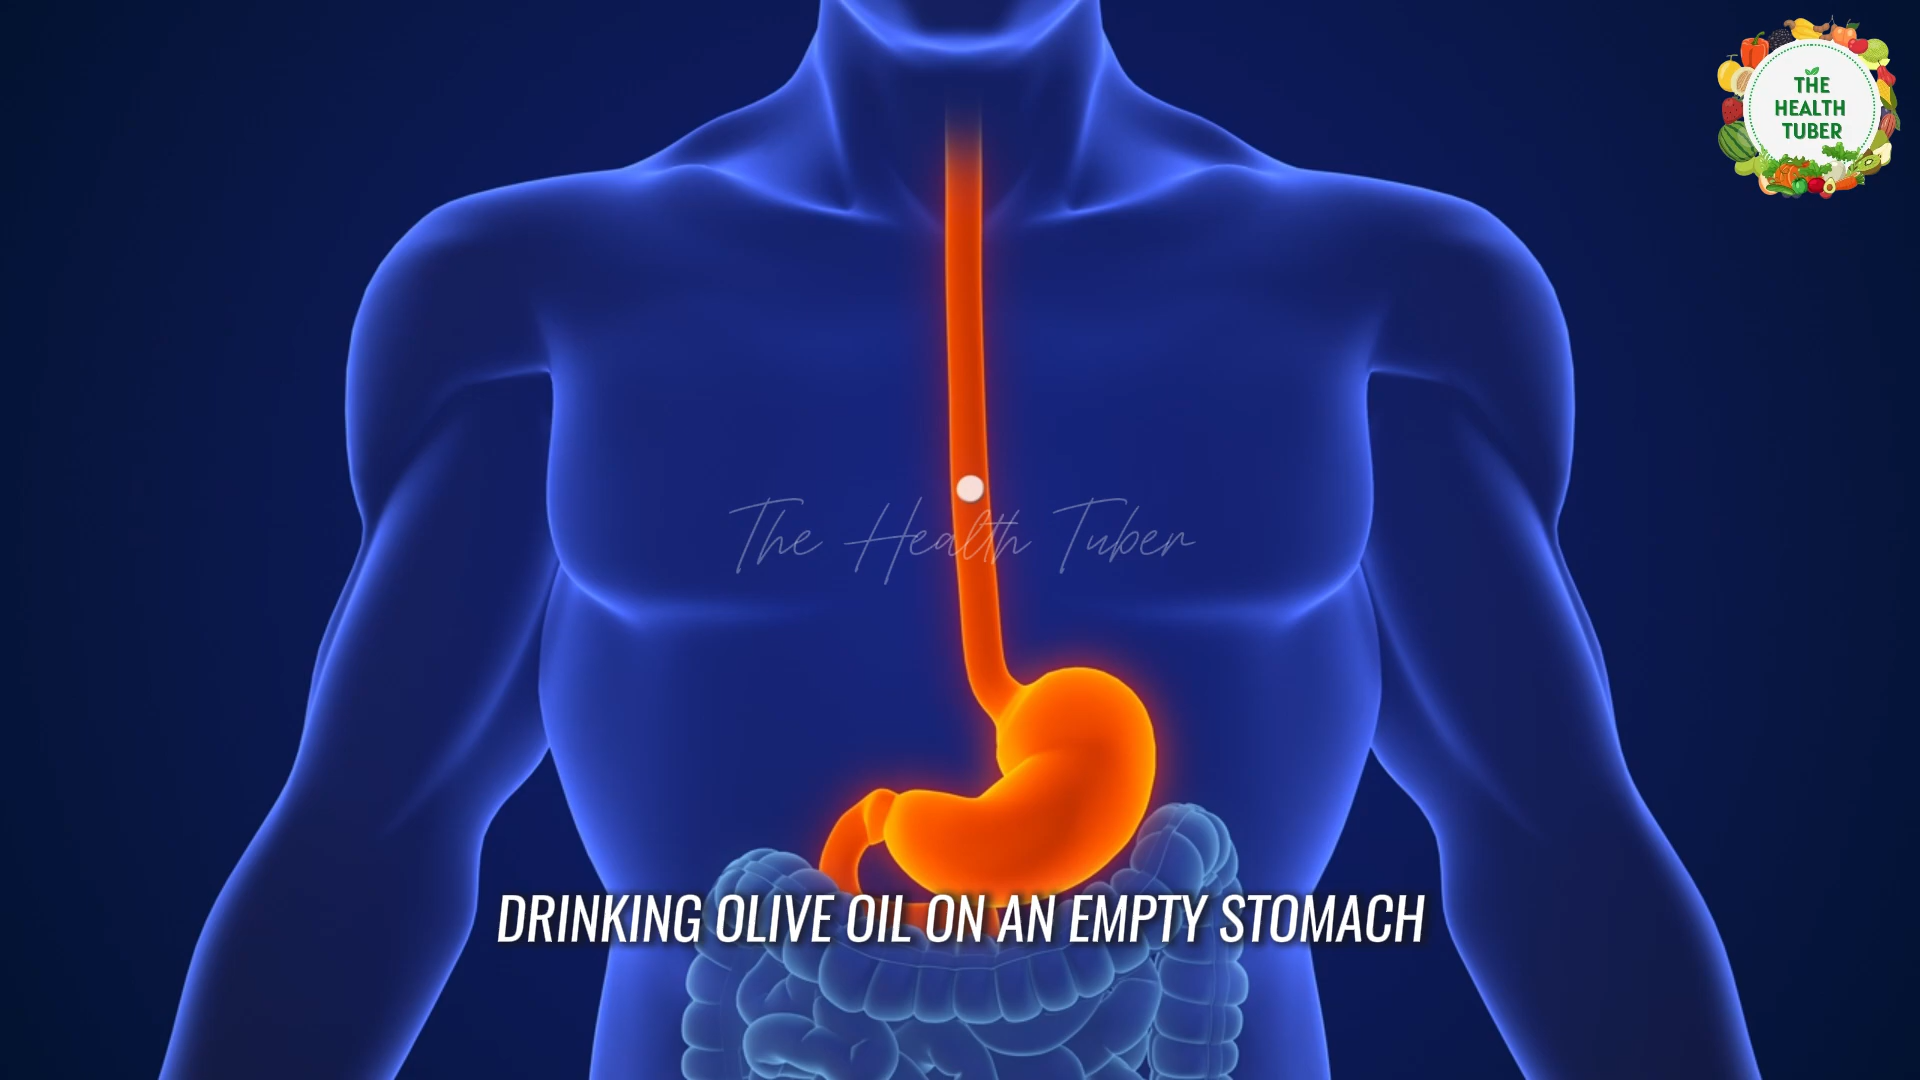 THE
HEALTH
TUBER
The Health Tuber
DRINKING OLIVE OIL ON AN EMPTY STOMACH